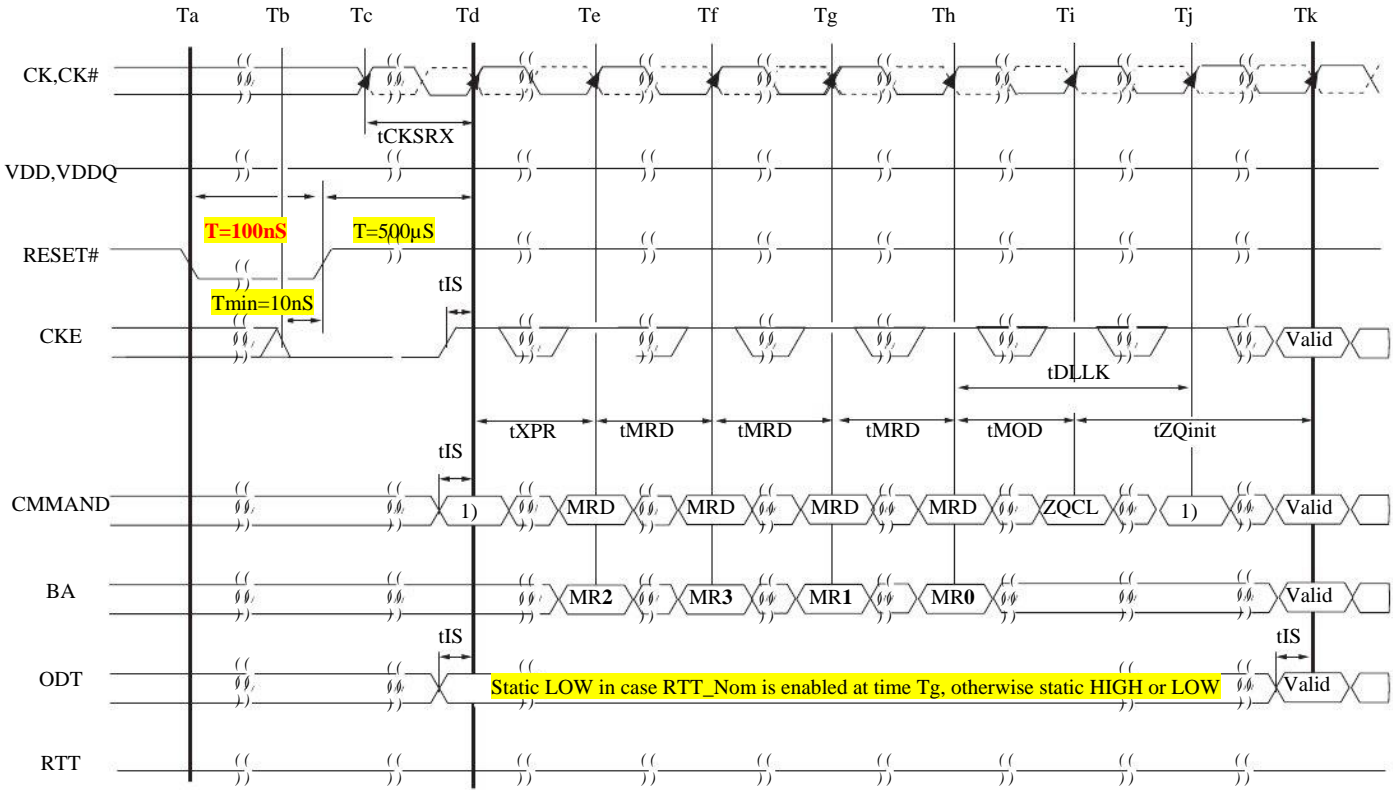 Ta Tb Tc Td Te Tf Tg Th Ti Tj Tk
CK,CK#
tCKSRX
VDD,VDDQ
T=100nS T=500µS
RESET#
Tmin=10nS tIS
CKE Valid
tDLLK
tXPR tMRD tMRD tMRD tMOD tZQinit
tIS
CMMAND 1) MRD MRD MRD MRD ZQCL 1) Valid
BA MR2 MR3 MR1 MR0 Valid
tIS tIS
ODT Static LOW in case RTT_Nom is enabled at time Tg, otherwise static HIGH or LOW Valid
RTT